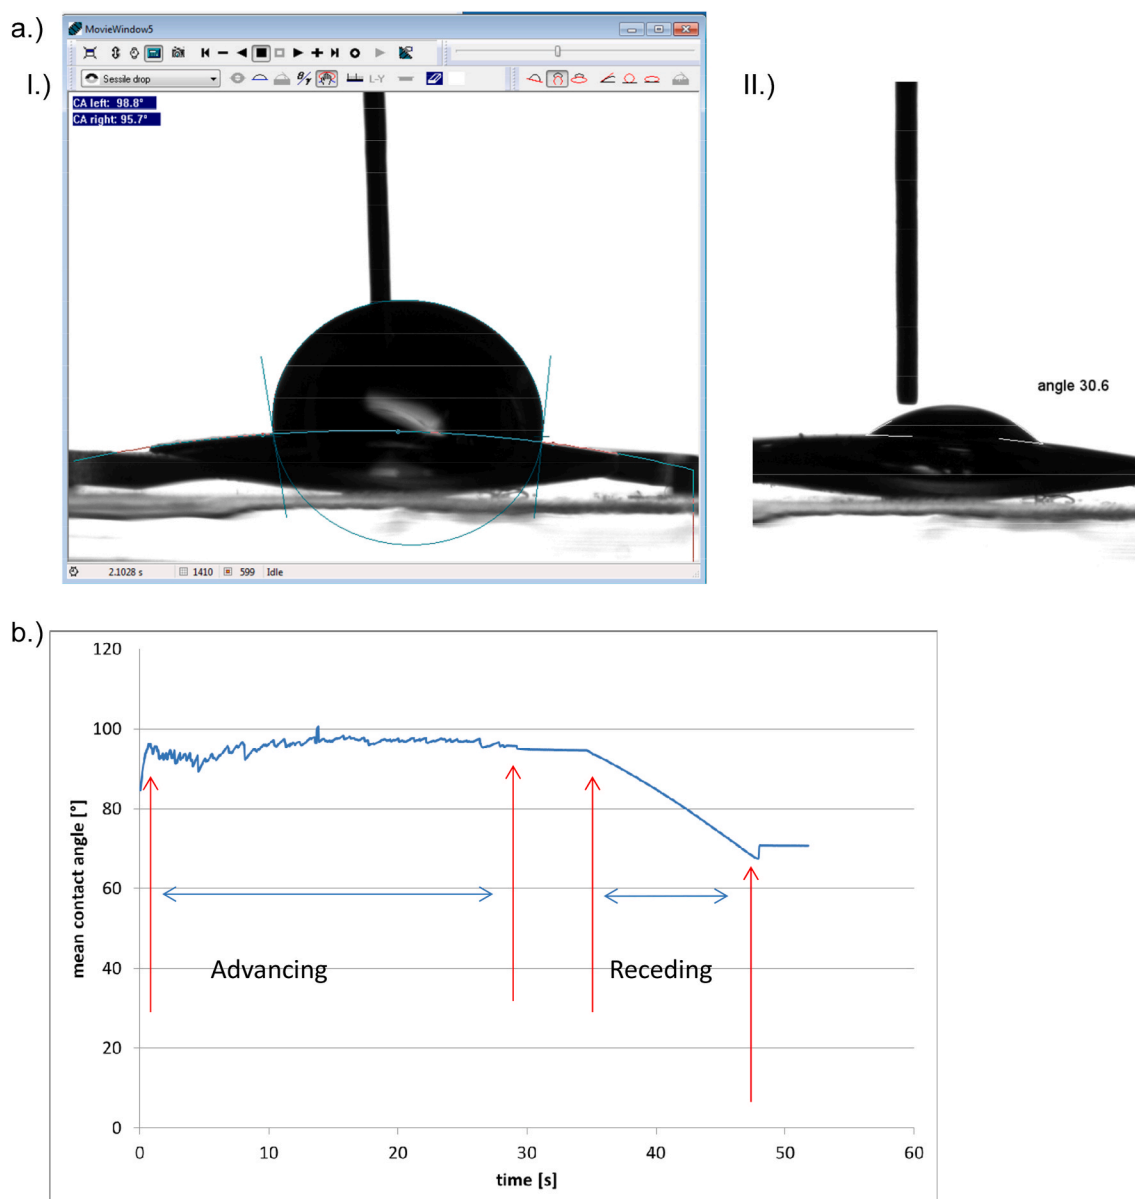 a.)
MovieWindow5
I.)
Sessile drop
L-Y
II.)
CA left: 98.8°
CA right: 95.7°
angle 30.6
2.1028 s 1410 599 Idle
b.)
120
100
80
60
40
20
0
mean contact angle [°]
Advancing
Receding
0 10 20 30 40 50 60
time [s]